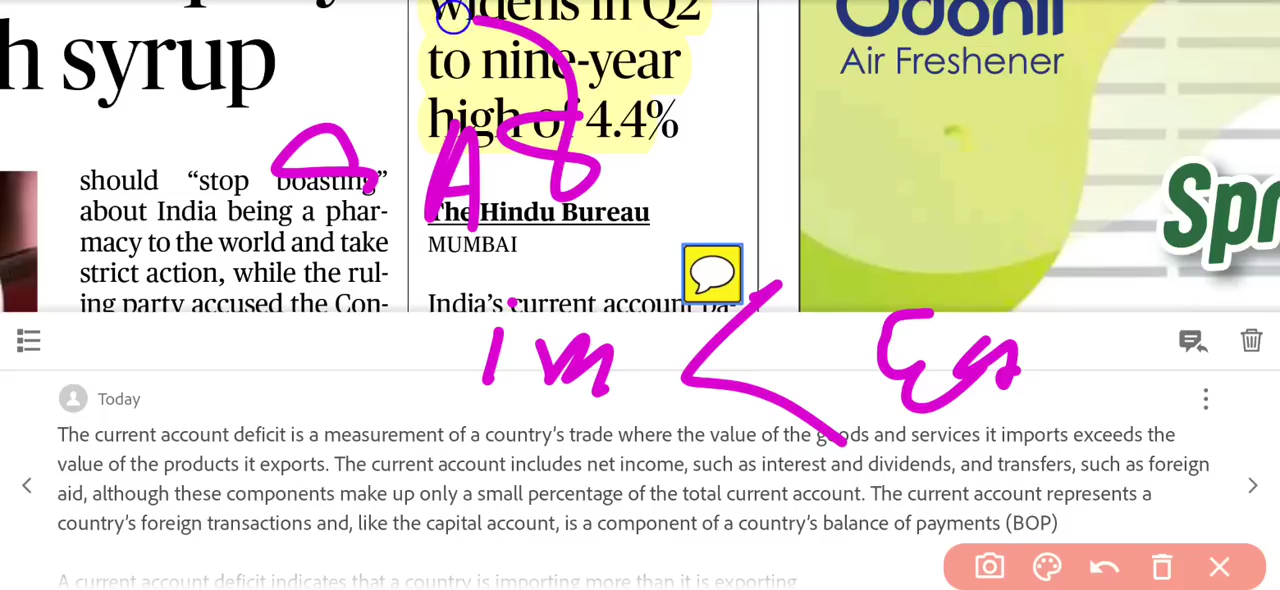 h syrup
should “stop boasting”
about India being a phar-
macy to the world and take
strict action, while the rul-
ing party accused the Con-
widens in Q2
to nine-year
high of 4.4%
The Hindu Bureau
MUMBAI
India’s current account
Odonil
Air Freshener
Spr
A
im <
Today
The current account deficit is a measurement of a country’s trade where the value of the goods and services it imports exceeds the
value of the products it exports. The current account includes net income, such as interest and dividends, and transfers, such as foreign
aid, although these components make up only a small percentage of the total current account. The current account represents a
country’s foreign transactions and, like the capital account, is a component of a country’s balance of payments (BOP)
A current account deficit indicates that a country is importing more than it is exporting